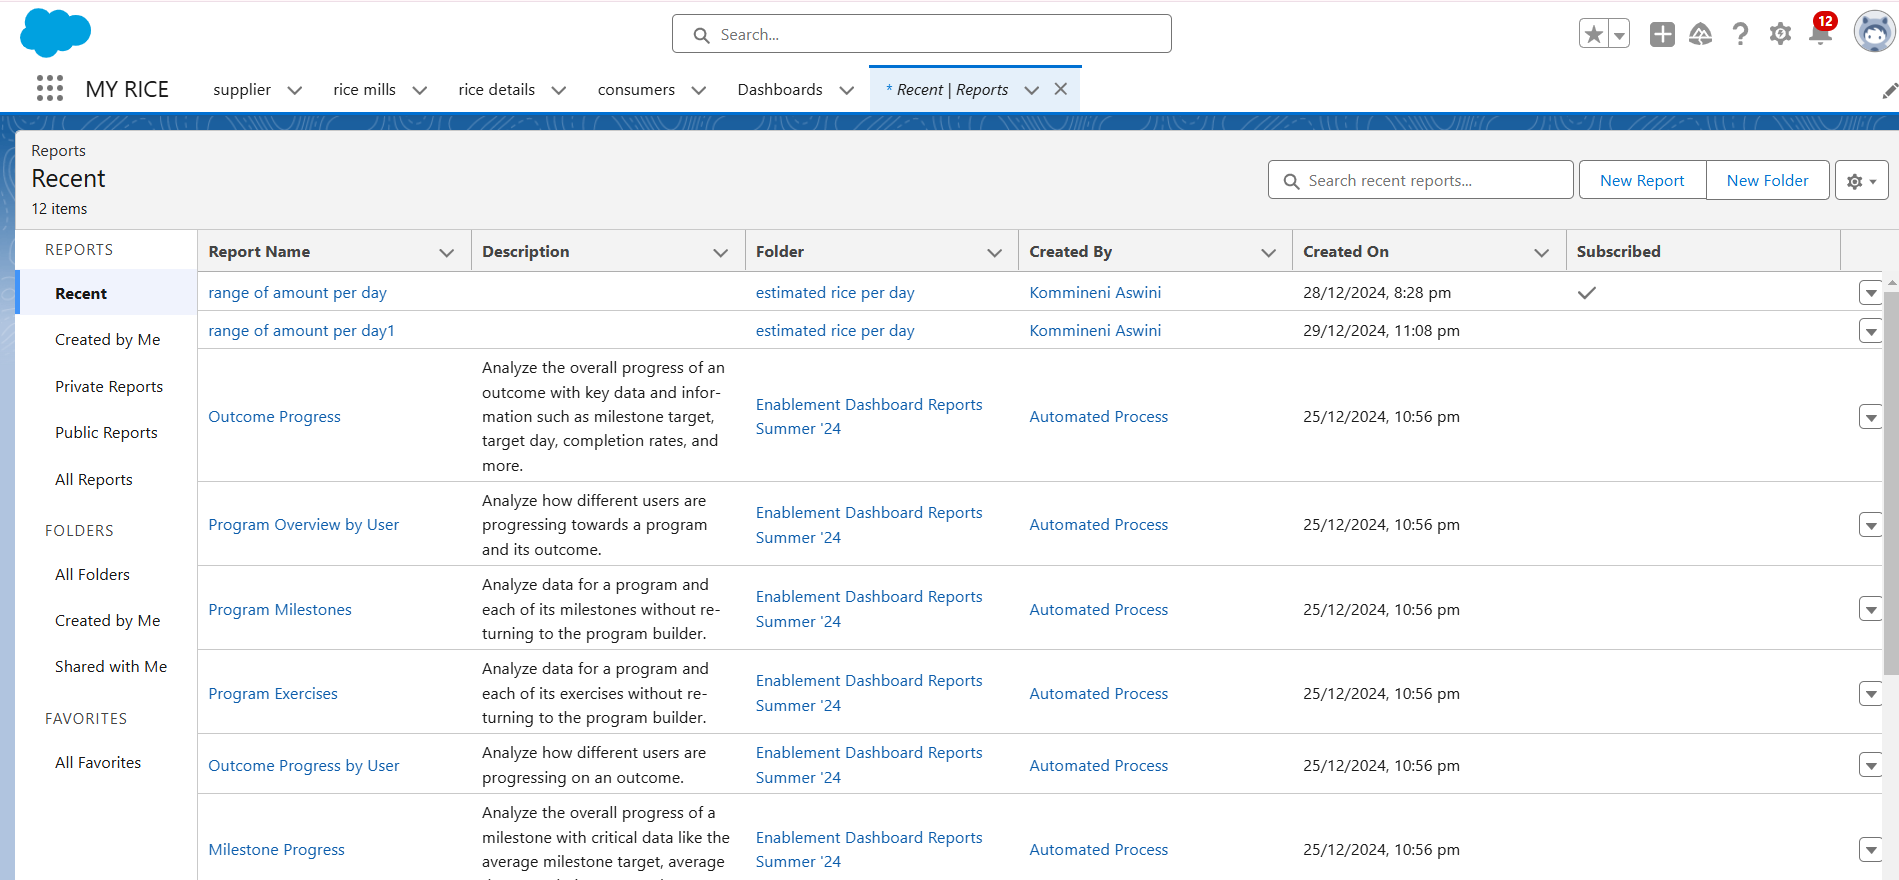 Search...
12
MY RICE
supplier
rice mills
rice details
consumers
Dashboards
* Recent | Reports
Reports
Recent
12 items
Search recent reports...
New Report
New Folder
REPORTS
Recent
Created by Me
Private Reports
Public Reports
All Reports
FOLDERS
All Folders
Created by Me
Shared with Me
FAVORITES
All Favorites
Report Name
Description
Folder
Created By
Created On
Subscribed
range of amount per day
estimated rice per day
Kommineni Aswini
28/12/2024, 8:28 pm
range of amount per day1
estimated rice per day
Kommineni Aswini
29/12/2024, 11:08 pm
Outcome Progress
Analyze the overall progress of an
outcome with key data and infor-
mation such as milestone target,
target day, completion rates, and
more.
Enablement Dashboard Reports
Summer '24
Automated Process
25/12/2024, 10:56 pm
Program Overview by User
Analyze how different users are
progressing towards a program
and its outcome.
Enablement Dashboard Reports
Summer '24
Automated Process
25/12/2024, 10:56 pm
Program Milestones
Analyze data for a program and
each of its milestones without re-
turning to the program builder.
Enablement Dashboard Reports
Summer '24
Automated Process
25/12/2024, 10:56 pm
Program Exercises
Analyze data for a program and
each of its exercises without re-
turning to the program builder.
Enablement Dashboard Reports
Summer '24
Automated Process
25/12/2024, 10:56 pm
Outcome Progress by User
Analyze how different users are
progressing on an outcome.
Enablement Dashboard Reports
Summer '24
Automated Process
25/12/2024, 10:56 pm
Milestone Progress
Analyze the overall progress of a
milestone with critical data like the
average milestone target, average
Enablement Dashboard Reports
Summer '24
Automated Process
25/12/2024, 10:56 pm